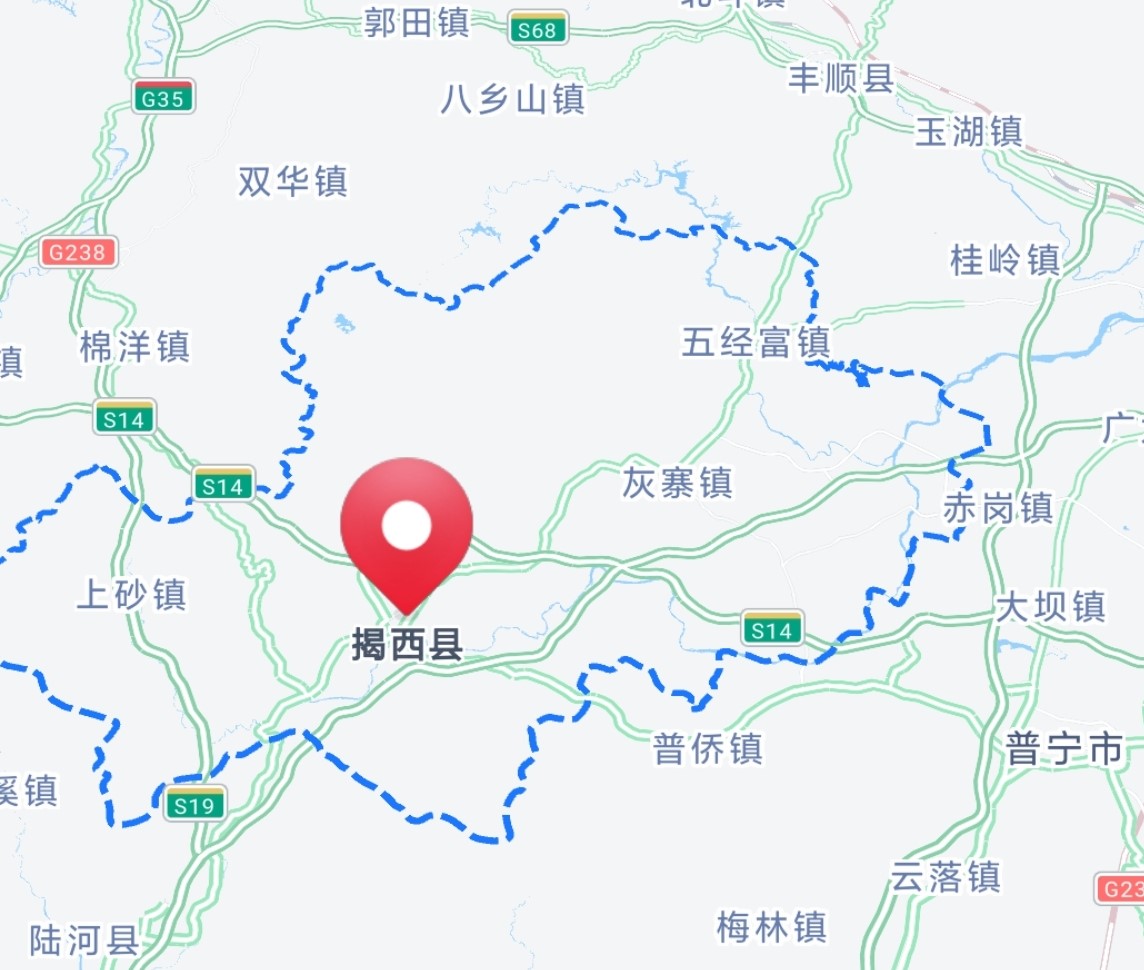 郭田镇
S68
丰顺县
G35
八乡山镇
玉湖镇
双华镇
G238
桂岭镇
棉洋镇
五经富镇
镇
S14
S14
灰寨镇
赤岗镇
上砂镇
大坝镇
S14
揭西县
普侨镇
普宁市
溪镇
S19
云落镇
G23
梅林镇
陆河县